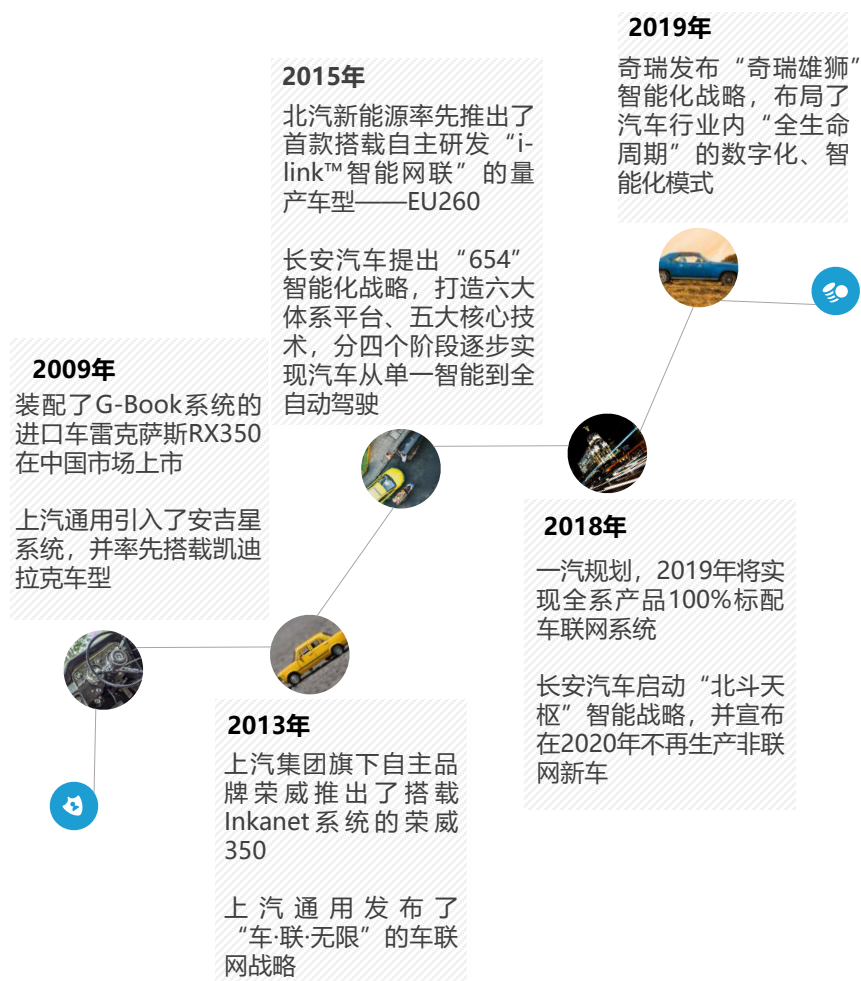 2009年
装配了G-Book系统的
进口车雷克萨斯RX350
在中国市场上市
上汽通用引入了安吉星
系统，并率先搭载凯迪
拉克车型
2013年
上汽集团旗下自主品
牌荣威推出了搭载
Inkanet系统的荣威
350
上汽通用发布了
“车·联·无限”的车联
网战略
2015年
北汽新能源率先推出了
首款搭载自主研发“i-
link™智能网联”的量
产车型——EU260
长安汽车提出“654”
智能化战略，打造六大
体系平台、五大核心技
术，分四个阶段逐步实
现汽车从单一智能到全
自动驾驶
2018年
一汽规划，2019年将实
现全系产品100%标配
车联网系统
长安汽车启动“北斗天
枢”智能战略，并宣布
在2020年不再生产非联
网新车
2019年
奇瑞发布“奇瑞雄狮”
智能化战略，布局了
汽车行业内“全生命
周期”的数字化、智
能化模式